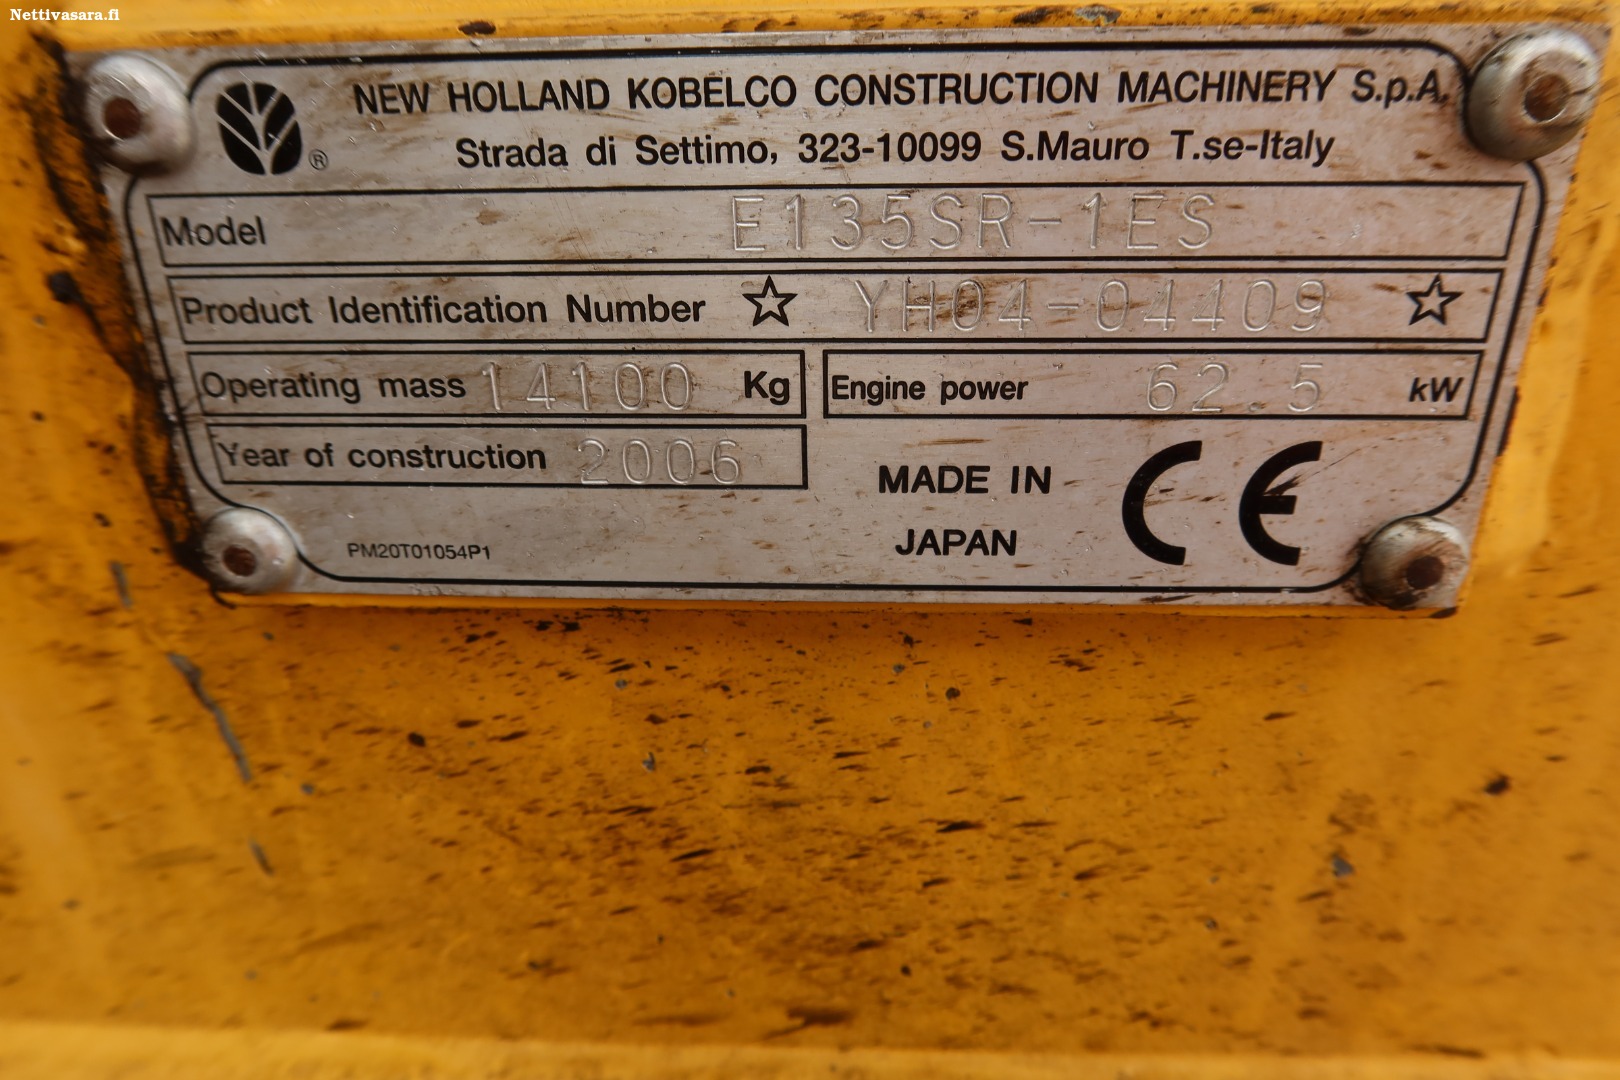 Nettivasara.fi
NEW HOLLAND KOBELCO CONSTRUCTION MACHINERY S.p.A.
Strada di Settimo, 323-10099 S.Mauro T.se-Italy
®
Model E135SR-1ES
Product Identification Number ☆ YH04-04409 ☆
Operating mass 14100 Kg Engine power 62.5 kW
Year of construction 2006
MADE IN
JAPAN
CE
PM20T01054P1